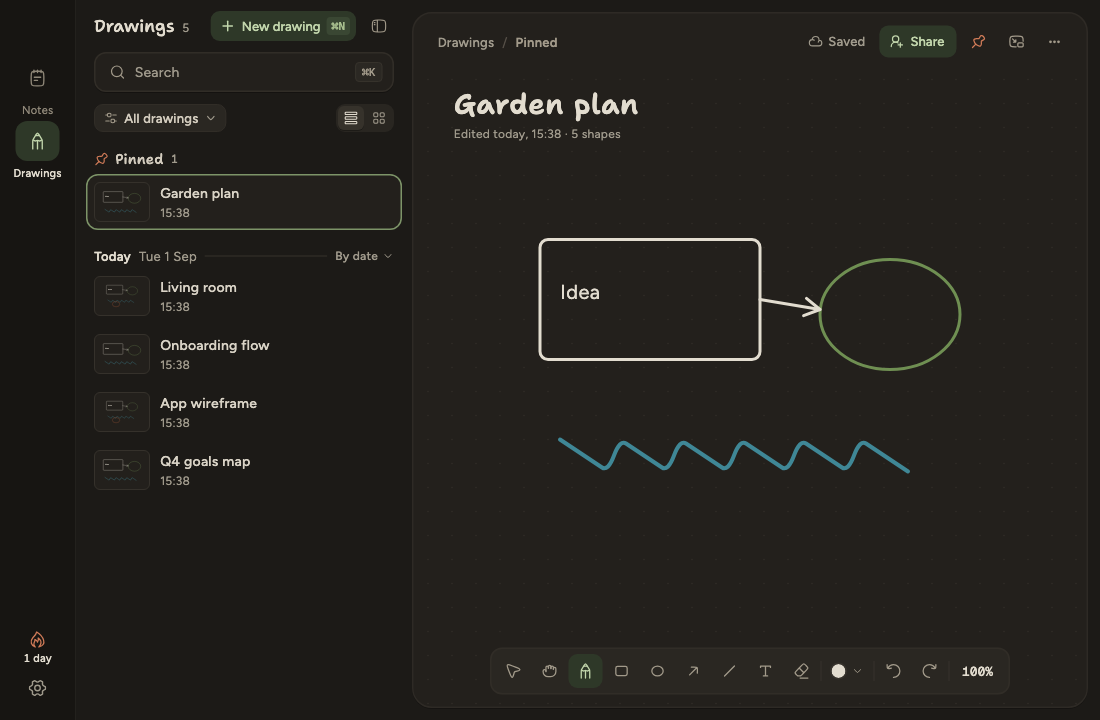 Notes
Drawings
1 day
Drawings 5
New drawing ⌘N
Search ⌘K
All drawings
Pinned 1
Garden plan
15:38
Today Tue 1 Sep By date
Living room
15:38
Onboarding flow
15:38
App wireframe
15:38
Q4 goals map
15:38
Drawings / Pinned
Saved
Share
Garden plan
Edited today, 15:38 · 5 shapes
Idea
100%